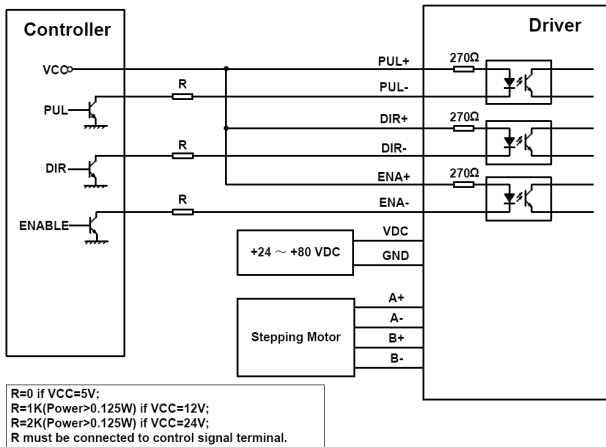 Controller
Driver
VCC
PUL+
270Ω
R
PUL-
PUL
DIR+
270Ω
R
DIR-
DIR
ENA+
270Ω
R
ENA-
ENABLE
VDC
+24 ~ +80 VDC
GND
A+
A-
Stepping Motor
B+
B-
R=0 if VCC=5V;
R=1K(Power>0.125W) if VCC=12V;
R=2K(Power>0.125W) if VCC=24V;
R must be connected to control signal terminal.